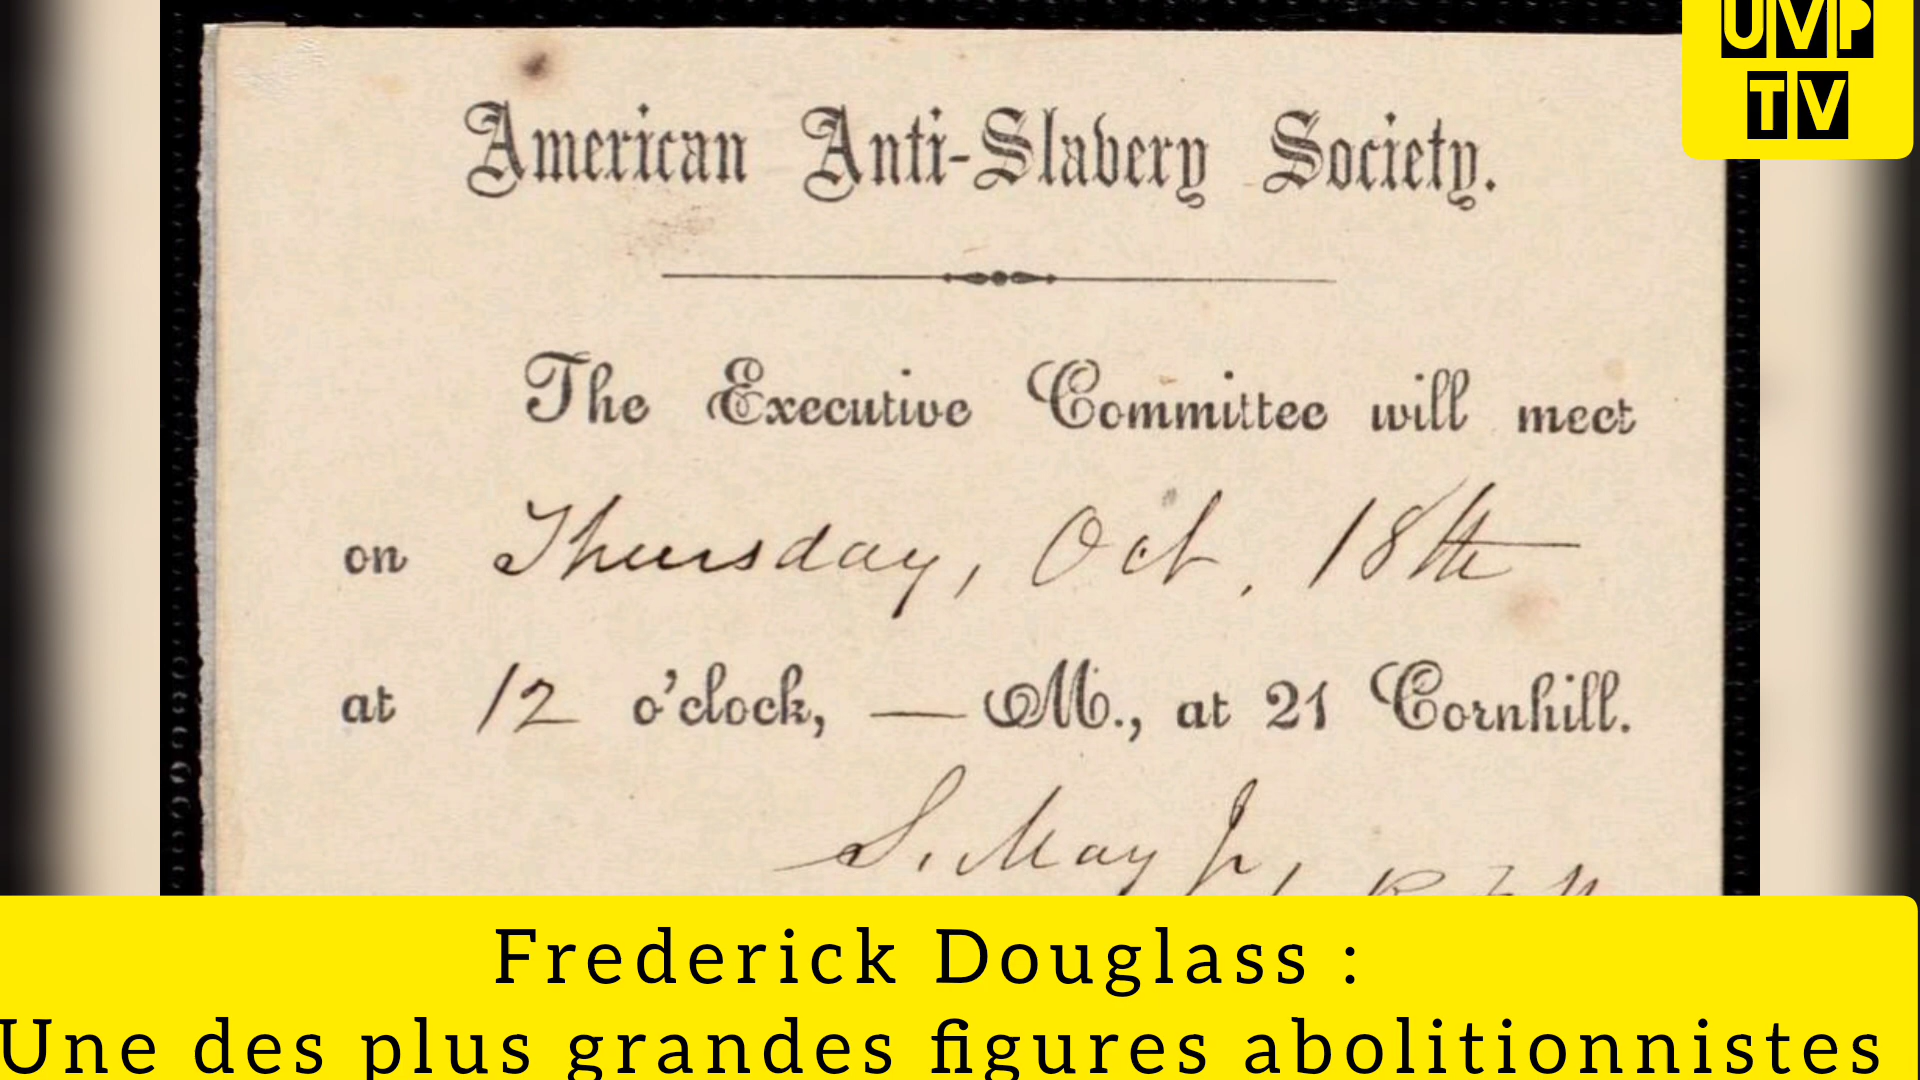 UVP
TV
American Anti-Slavery Society.
The Executive Committee will meet
on Thursday, Oct. 18th
at 12 o'clock, — M., at 21 Cornhill.
S. May Jr,
Frederick Douglass :
Une des plus grandes figures abolitionnistes